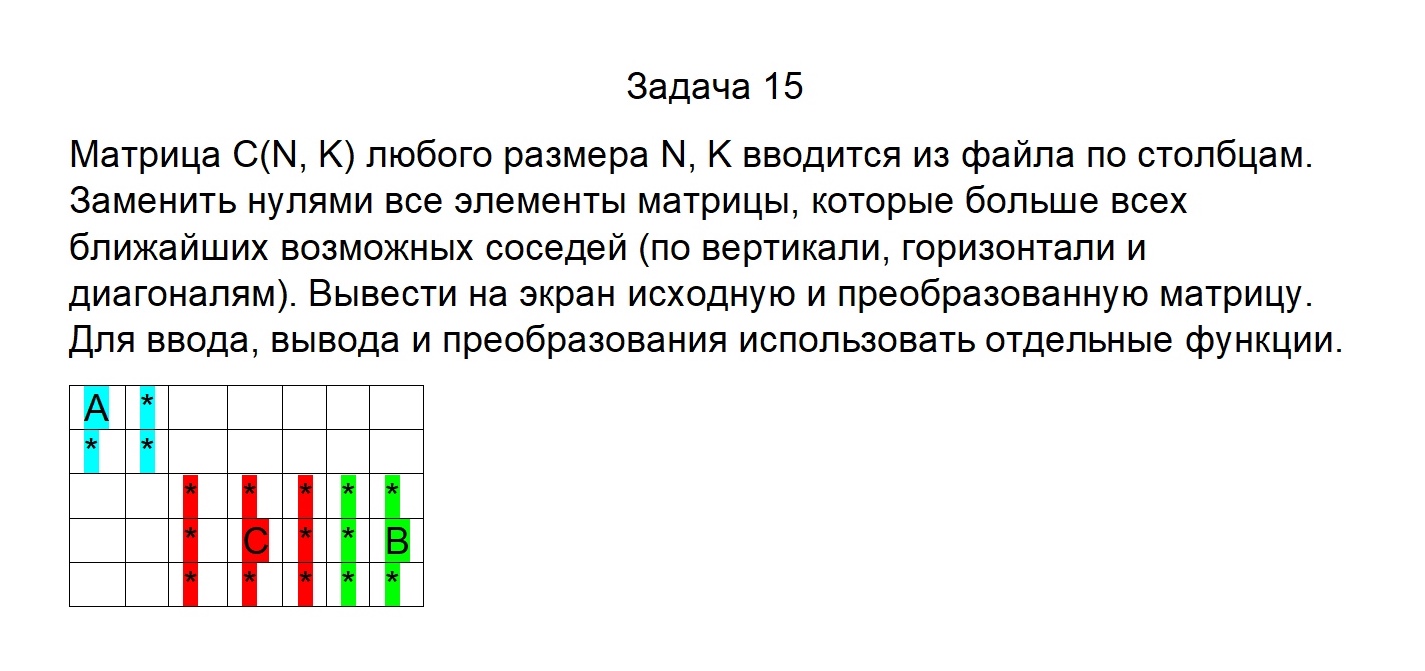 Задача 15
Матрица C(N, K) любого размера N, K вводится из файла по столбцам.
Заменить нулями все элементы матрицы, которые больше всех
ближайших возможных соседей (по вертикали, горизонтали и
диагоналям). Вывести на экран исходную и преобразованную матрицу.
Для ввода, вывода и преобразования использовать отдельные функции.
A *
* *
* * * * *
* C * * B
* * * * *